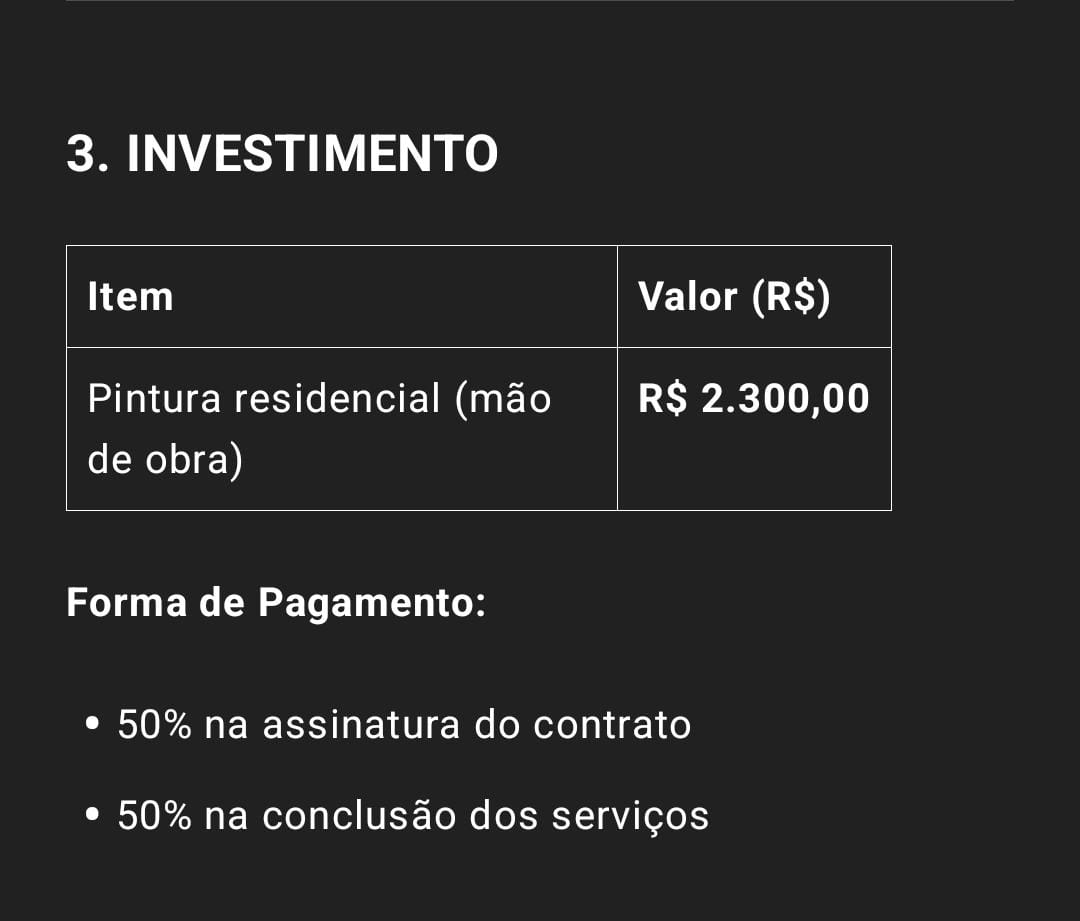 3. INVESTIMENTO
Item
Valor (R$)
Pintura residencial (mão
de obra)
R$ 2.300,00
Forma de Pagamento:
• 50% na assinatura do contrato
• 50% na conclusão dos serviços